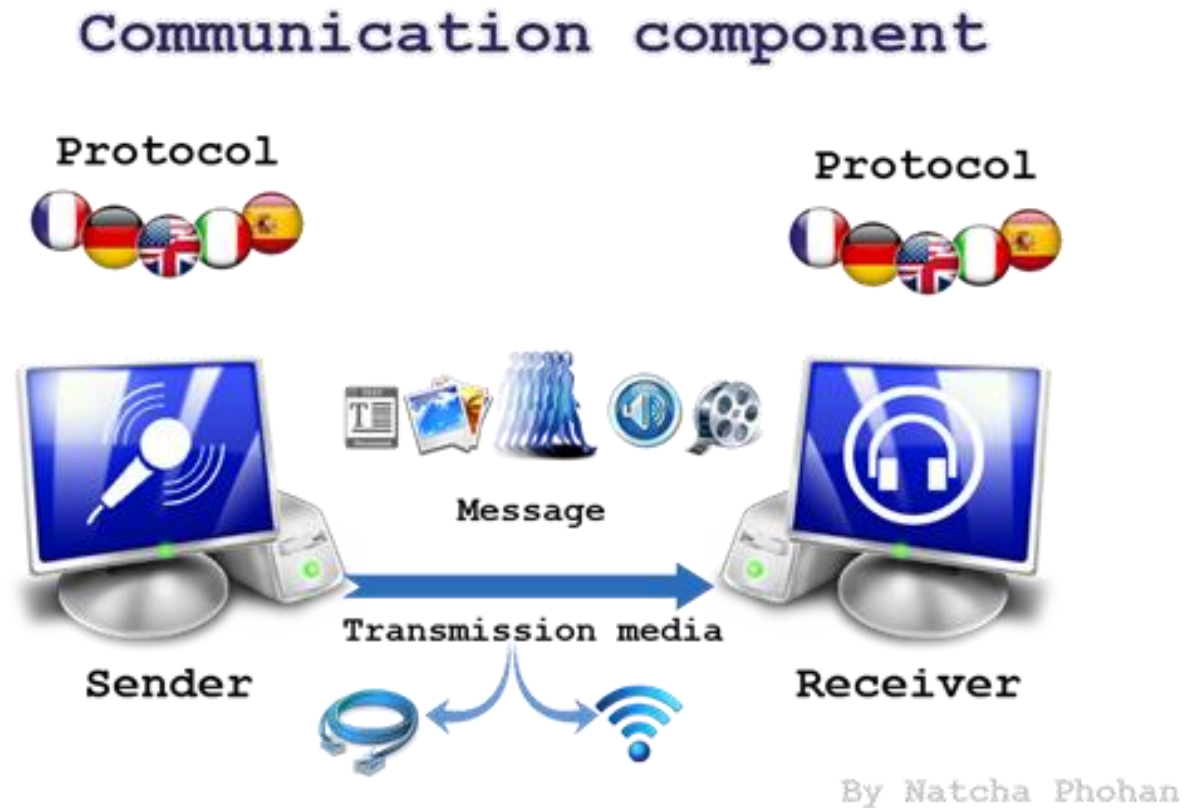 Communication component
Protocol
Protocol
T
Message
Transmission media
Sender
Receiver
By Natcha Phohan